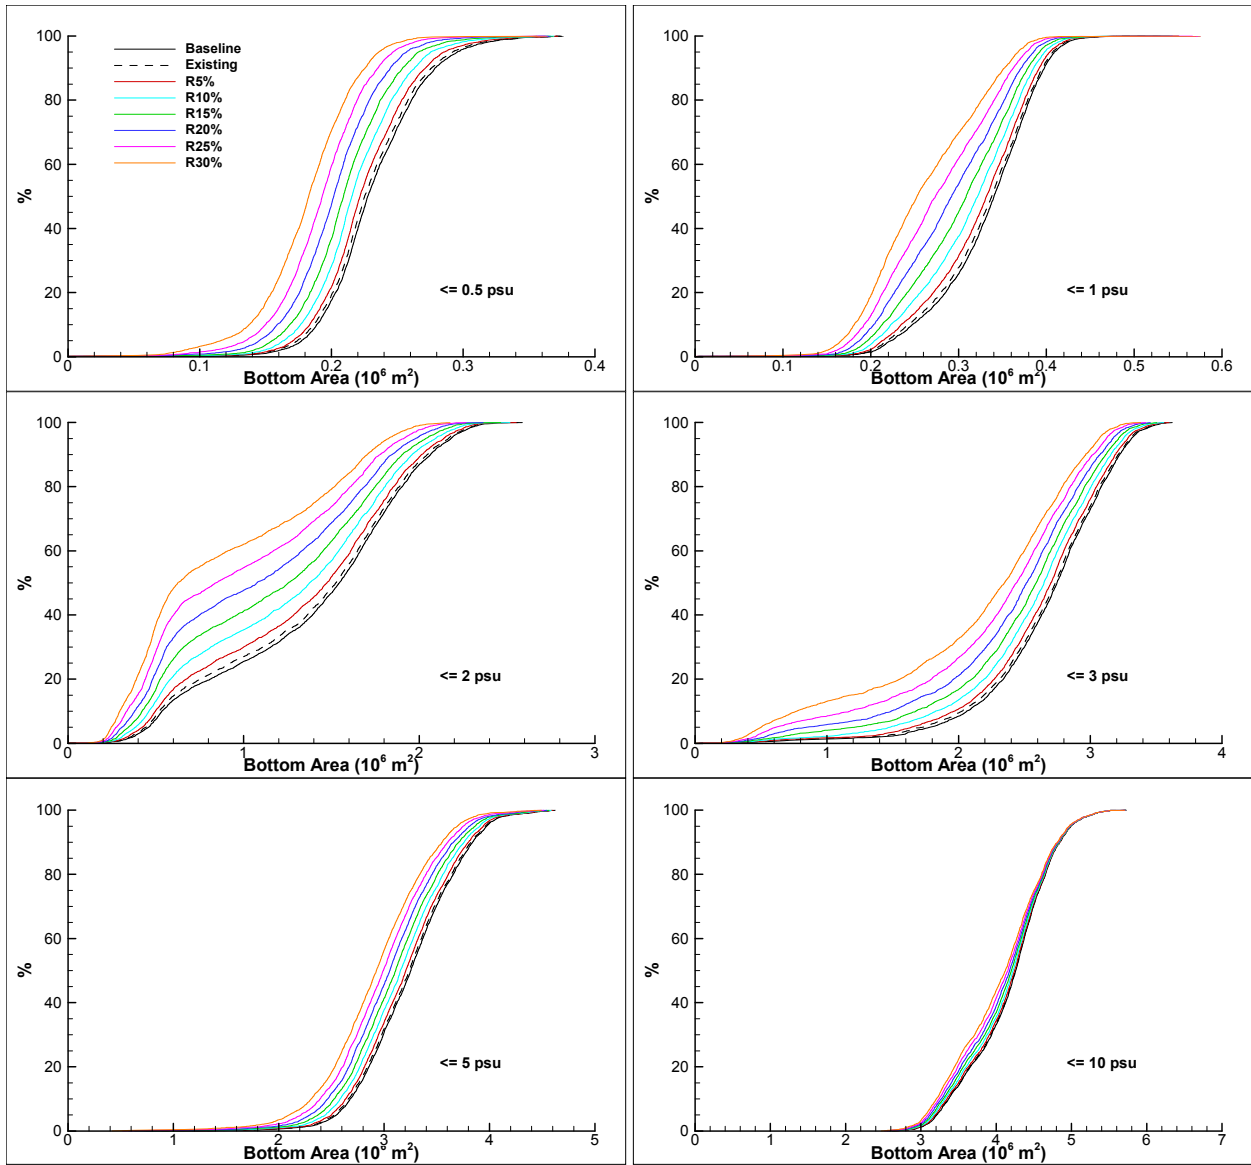 100
80
60
40
20
0
%
Baseline
Existing
R5%
R10%
R15%
R20%
R25%
R30%
<= 0.5 psu
0 0.1 0.2 0.3 0.4
Bottom Area (10⁶ m²)
100
80
60
40
20
0
%
<= 1 psu
0 0.1 0.2 0.3 0.4 0.5 0.6
Bottom Area (10⁶ m²)
100
80
60
40
20
0
%
<= 2 psu
0 1 2 3
Bottom Area (10⁶ m²)
100
80
60
40
20
0
%
<= 3 psu
0 1 2 3 4
Bottom Area (10⁶ m²)
100
80
60
40
20
0
%
<= 5 psu
0 1 2 3 4 5
Bottom Area (10⁶ m²)
100
80
60
40
20
0
%
<= 10 psu
0 1 2 3 4 5 6 7
Bottom Area (10⁶ m²)